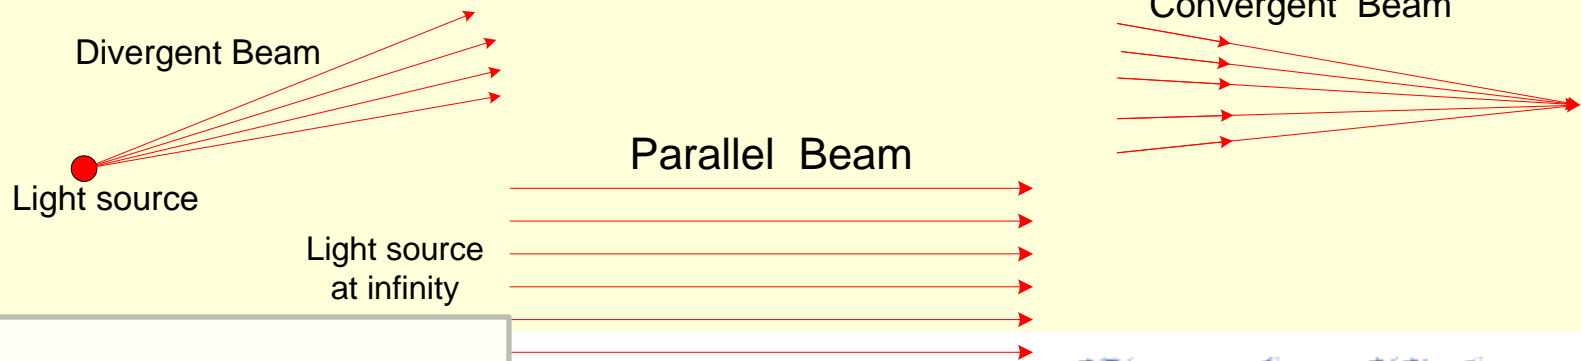 Convergent Beam
Divergent Beam
Parallel Beam
Light source
Light source
at infinity